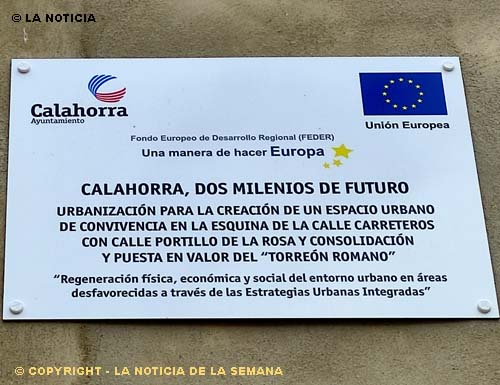 © LA NOTICIA
Calahorra
Ayuntamiento
Unión Europea
Fondo Europeo de Desarrollo Regional (FEDER)
Una manera de hacer Europa
CALAHORRA, DOS MILENIOS DE FUTURO
URBANIZACIÓN PARA LA CREACIÓN DE UN ESPACIO URBANO
DE CONVIVENCIA EN LA ESQUINA DE LA CALLE CARRETEROS
CON CALLE PORTILLO DE LA ROSA Y CONSOLIDACIÓN
Y PUESTA EN VALOR DEL “TORREÓN ROMANO”
“Regeneración física, económica y social del entorno urbano en áreas
desfavorecidas a través de las Estrategias Urbanas Integradas”
© COPYRIGHT - LA NOTICIA DE LA SEMANA